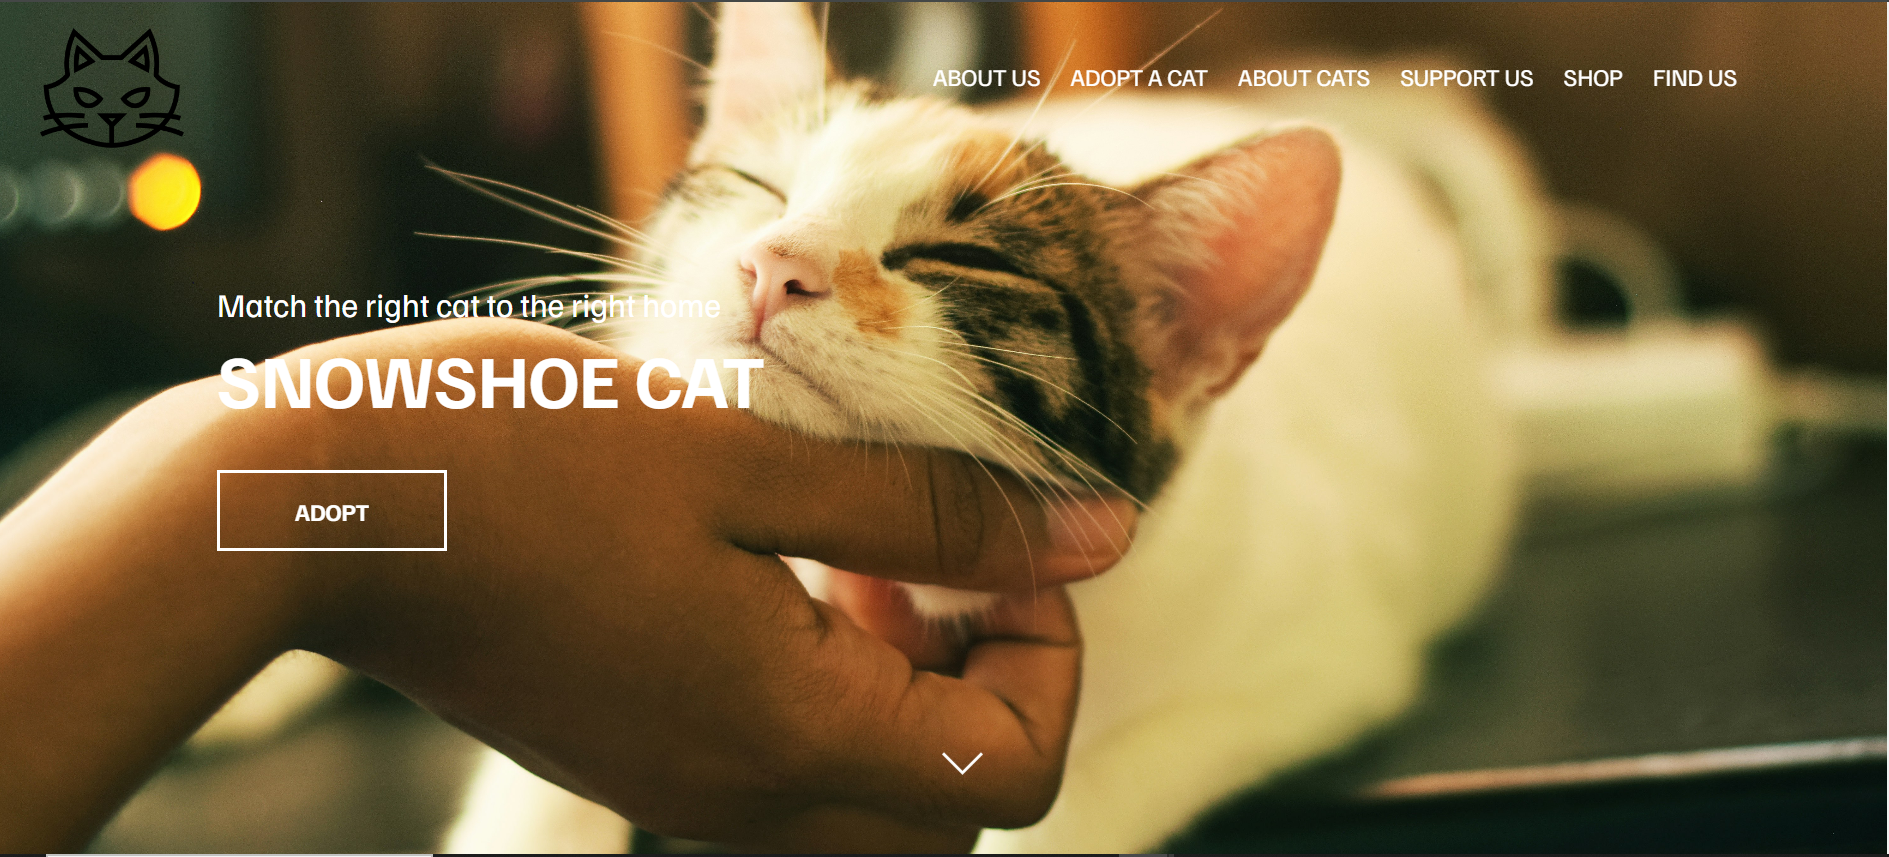 ABOUT US ADOPT A CAT ABOUT CATS SUPPORT US SHOP FIND US
Match the right cat to the right home
SNOWSHOE CAT
ADOPT